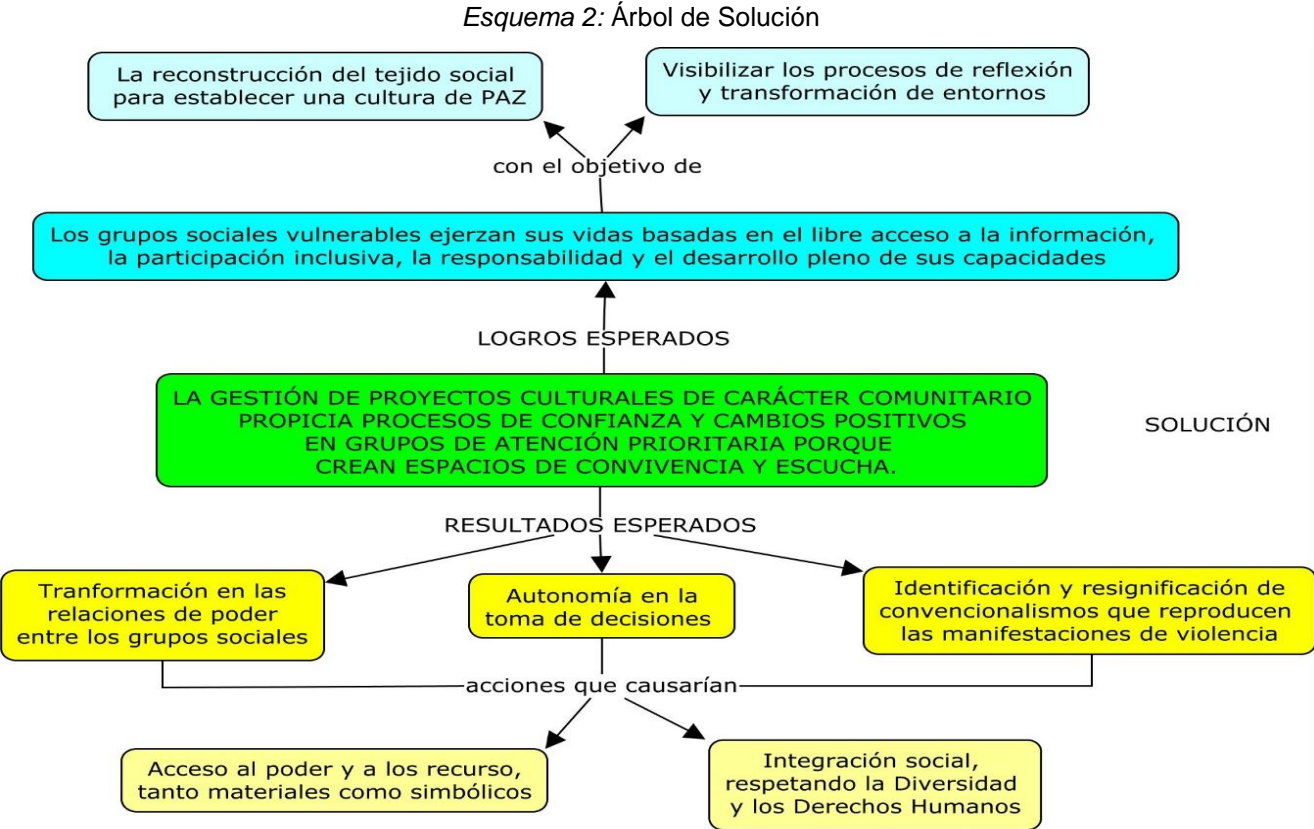 Esquema 2: Árbol de Solución
La reconstrucción del tejido social
para establecer una cultura de PAZ
Visibilizar los procesos de reflexión
y transformación de entornos
con el objetivo de
Los grupos sociales vulnerables ejerzan sus vidas basadas en el libre acceso a la información,
la participación inclusiva, la responsabilidad y el desarrollo pleno de sus capacidades
LOGROS ESPERADOS
LA GESTIÓN DE PROYECTOS CULTURALES DE CARÁCTER COMUNITARIO
PROPICIA PROCESOS DE CONFIANZA Y CAMBIOS POSITIVOS
EN GRUPOS DE ATENCIÓN PRIORITARIA PORQUE
CREAN ESPACIOS DE CONVIVENCIA Y ESCUCHA.
SOLUCIÓN
RESULTADOS ESPERADOS
Tranformación en las
relaciones de poder
entre los grupos sociales
Autonomía en la
toma de decisiones
Identificación y resignificación de
convencionalismos que reproducen
las manifestaciones de violencia
acciones que causarían
Acceso al poder y a los recurso,
tanto materiales como simbólicos
Integración social,
respetando la Diversidad
y los Derechos Humanos